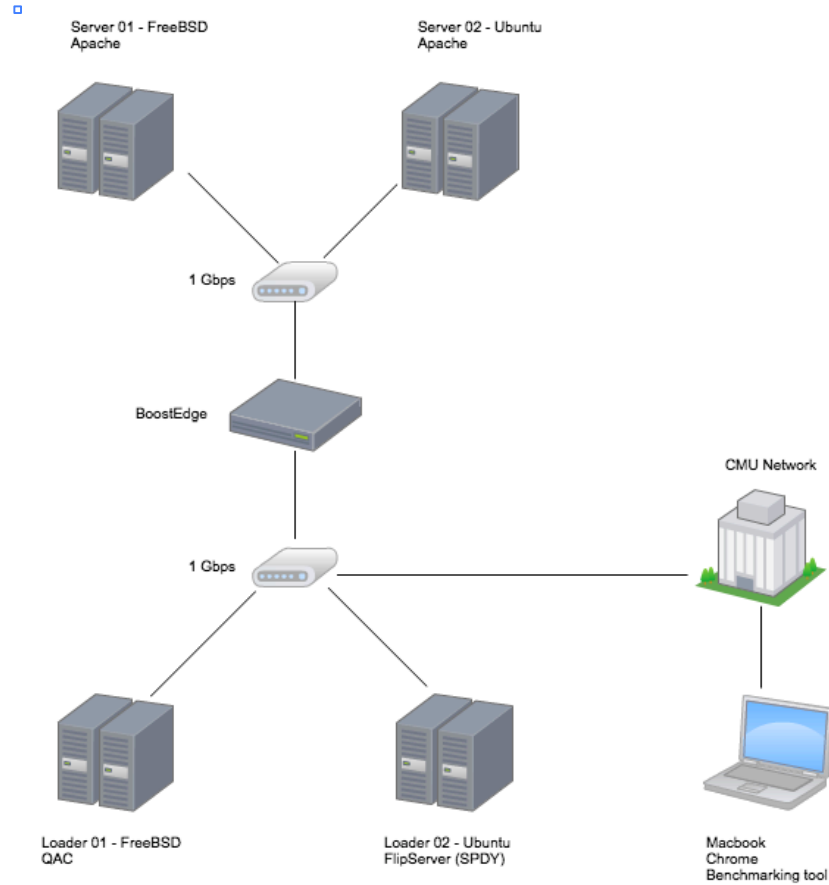 Server 01 - FreeBSD
Apache
Server 02 - Ubuntu
Apache
1 Gbps
BoostEdge
CMU Network
1 Gbps
Loader 01 - FreeBSD
QAC
Loader 02 - Ubuntu
FlipServer (SPDY)
Macbook
Chrome
Benchmarking tool